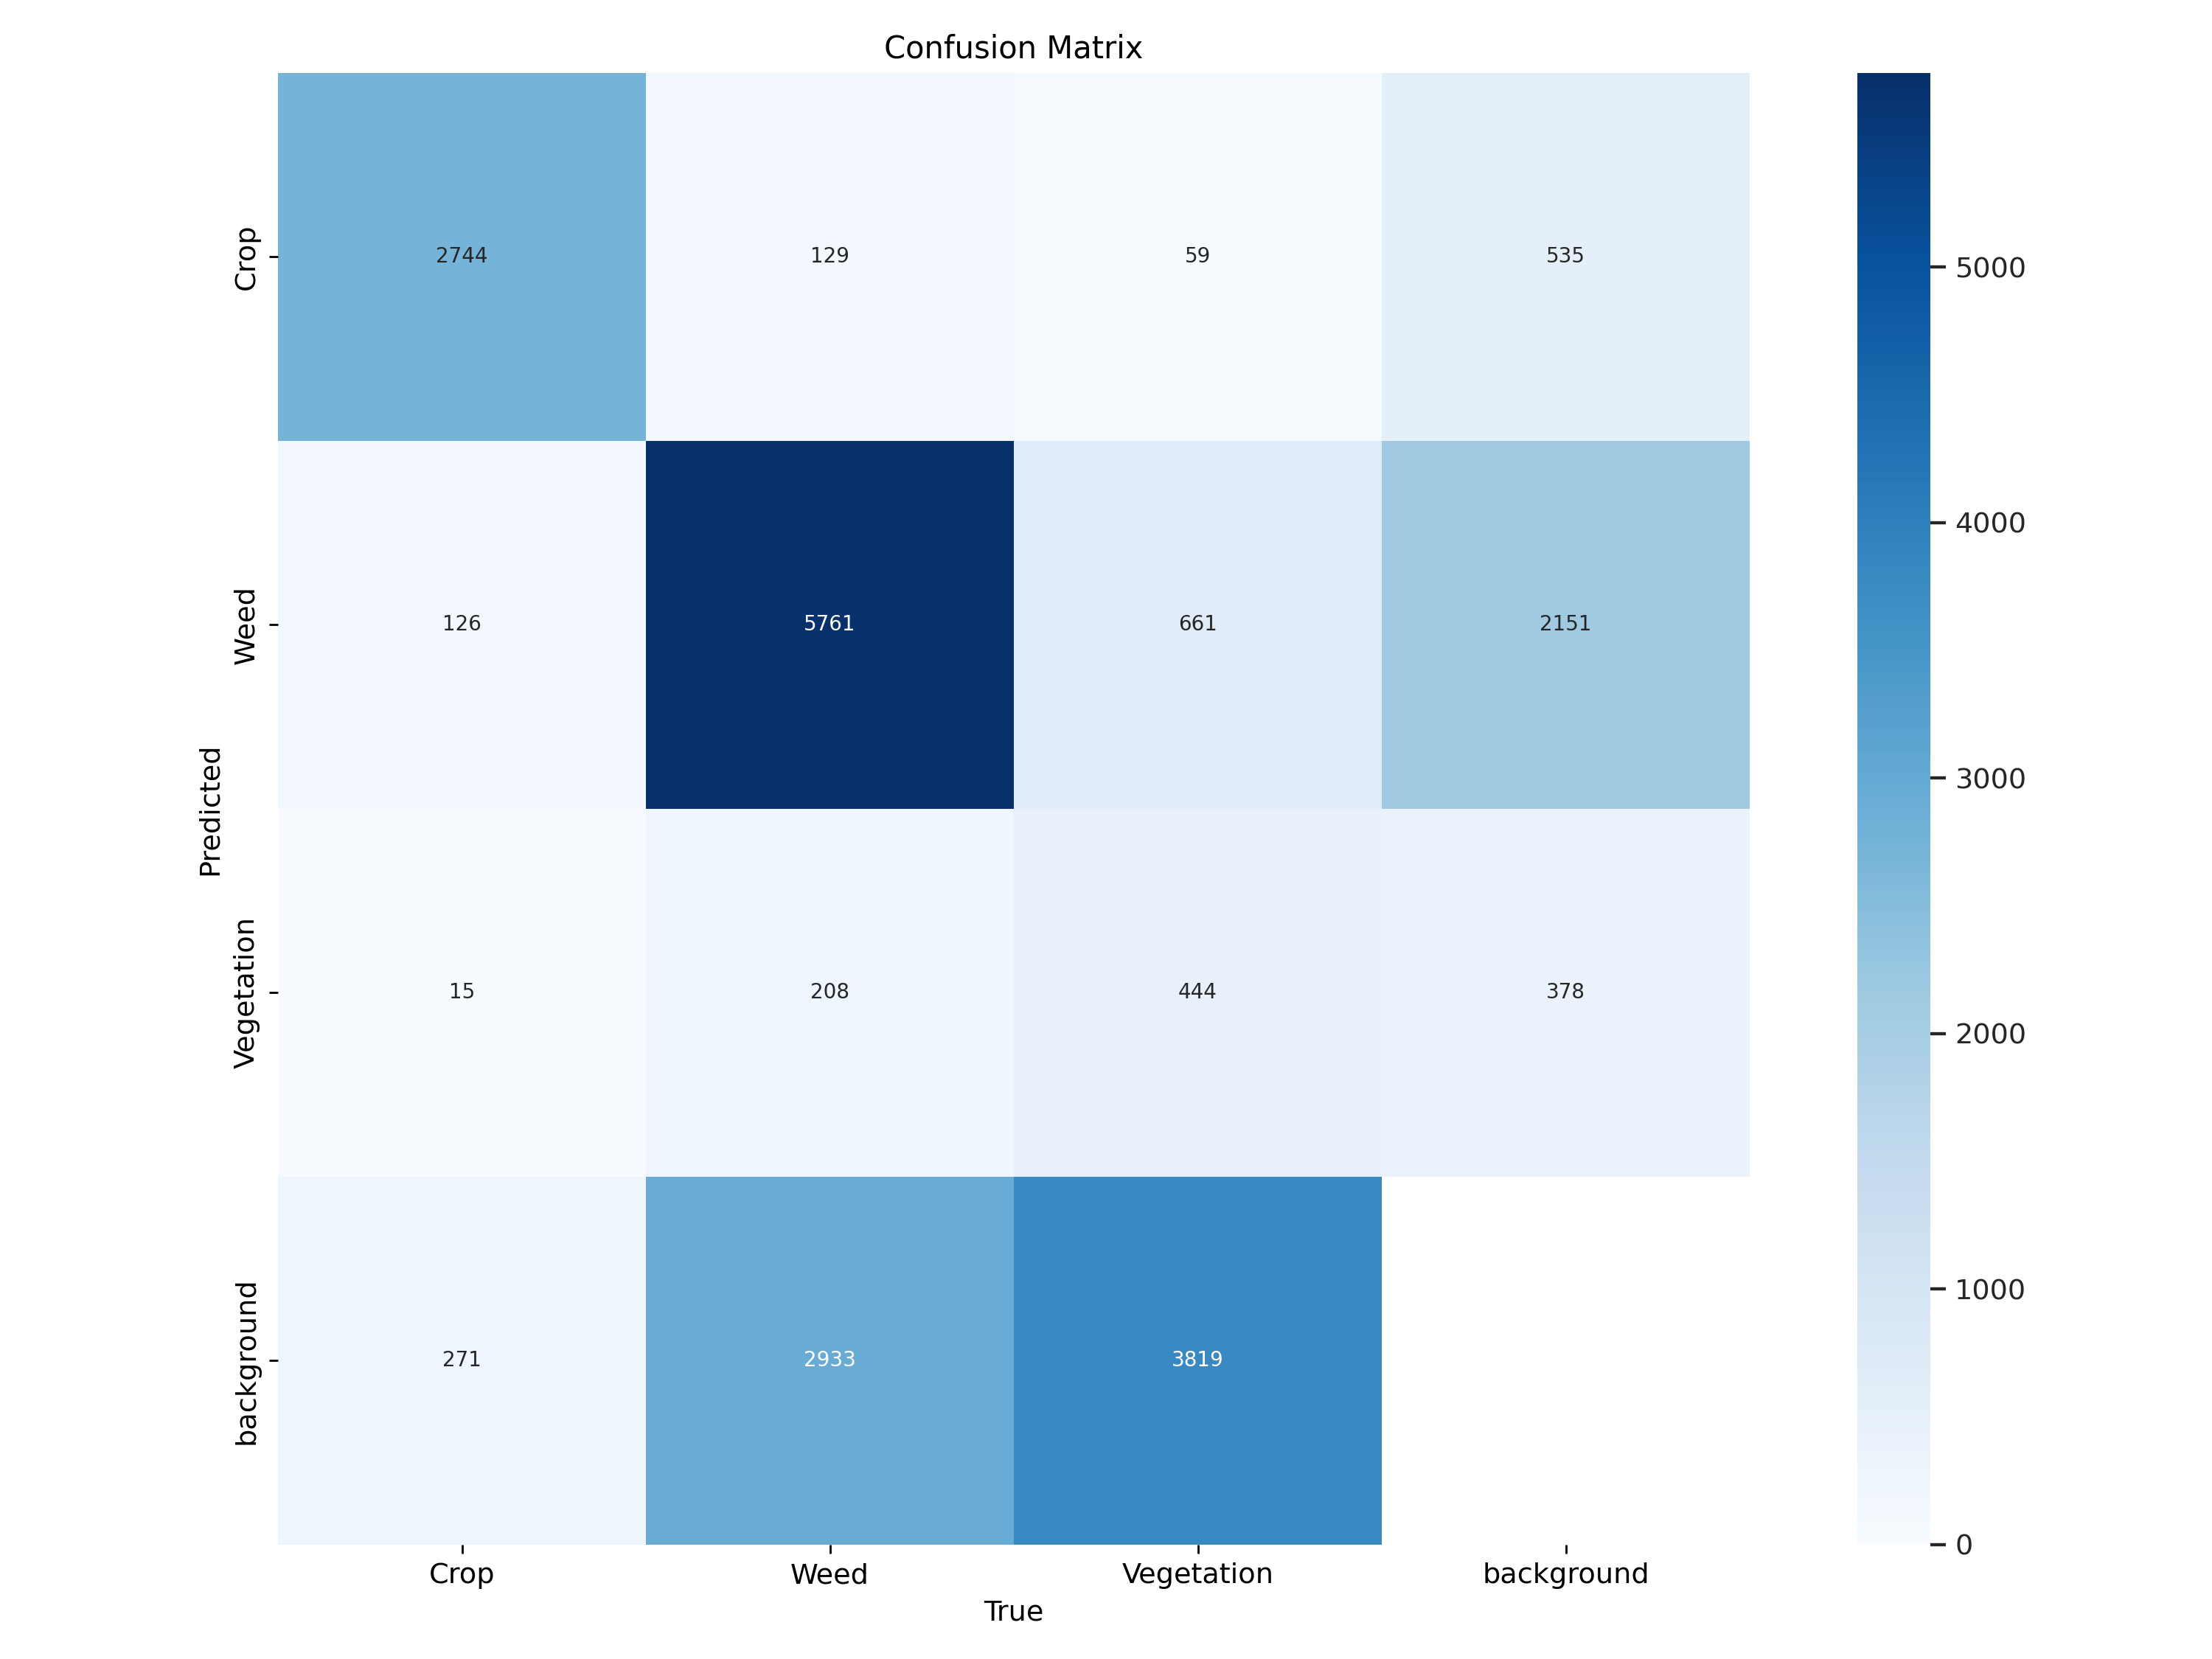 Confusion Matrix
Crop
2744
129
59
535
Weed
126
5761
661
2151
Vegetation
15
208
444
378
background
271
2933
3819
Predicted
Crop
Weed
Vegetation
background
True
5000
4000
3000
2000
1000
0